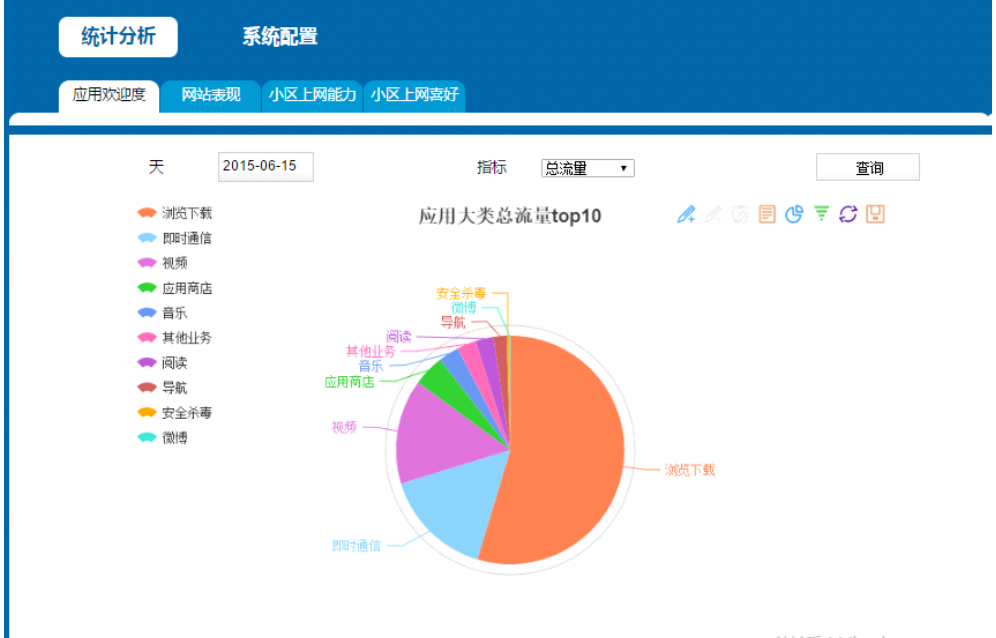 统计分析 系统配置
应用欢迎度 网站表现 小区上网能力 小区上网喜好
天 2015-06-15 指标 总流量 查询
应用大类总流量top10
浏览下载
即时通信
视频
应用商店
音乐
其他业务
阅读
导航
安全杀毒
微博
安全杀毒
微博
导航
阅读
其他业务
音乐
应用商店
视频
浏览下载
即时通信